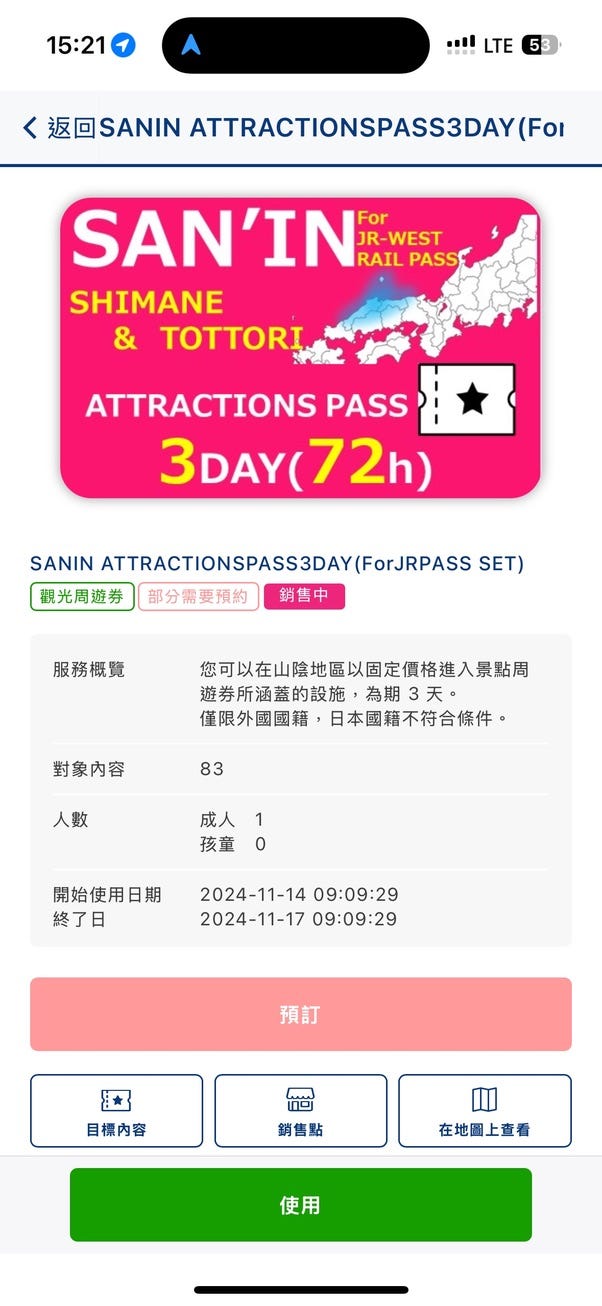 15:21
LTE
53
返回SANIN ATTRACTIONSPASS3DAY(For
SAN'IN
For
JR-WEST
RAIL PASS
SHIMANE
& TOTTORI
ATTRACTIONS PASS
3DAY(72h)
SANIN ATTRACTIONSPASS3DAY(ForJRPASS SET)
觀光周遊券 部分需要預約 銷售中
服務概覽 您可以在山陰地區以固定價格進入景點周
遊券所涵蓋的設施，為期 3 天。
僅限外國國籍，日本國籍不符合條件。
對象內容 83
人數 成人 1
孩童 0
開始使用日期 2024-11-14 09:09:29
終了日 2024-11-17 09:09:29
預訂
目標內容 銷售點 在地圖上查看
使用